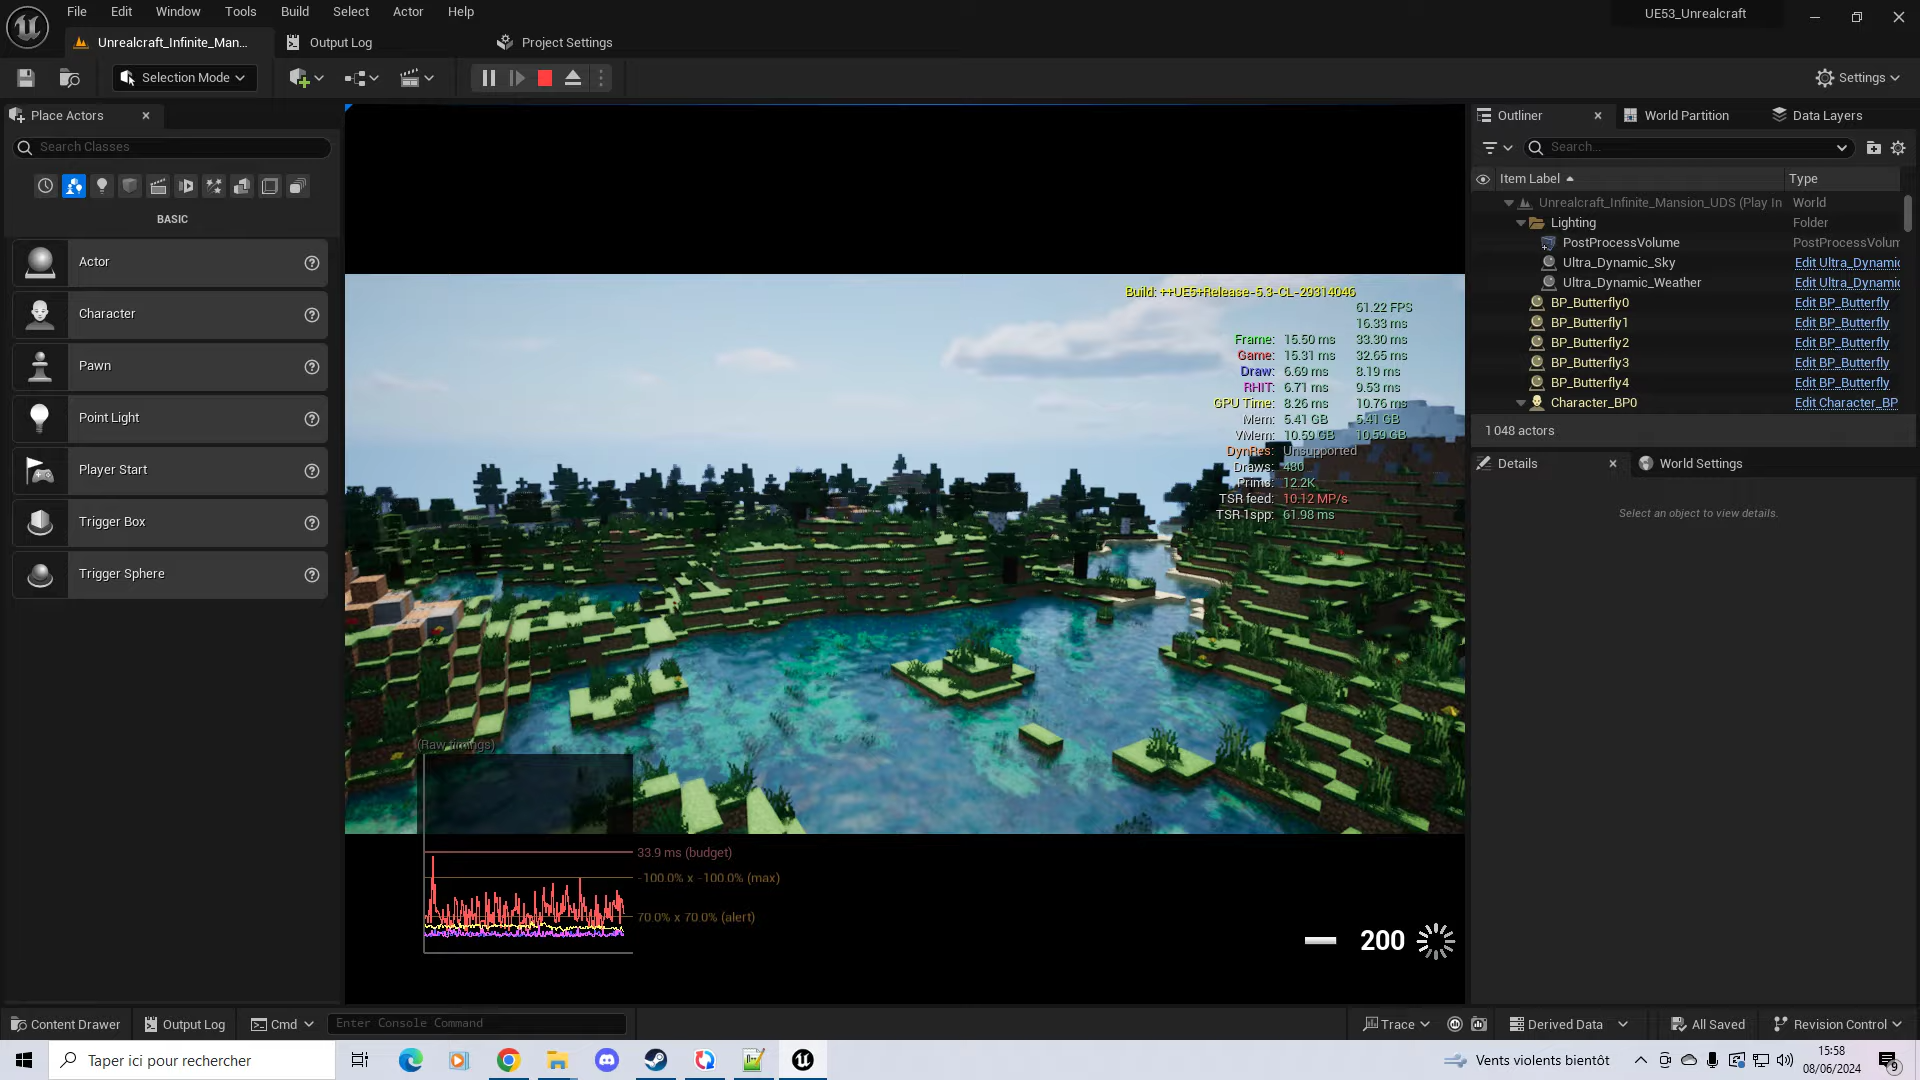 File Edit Window Tools Build Select Actor Help
UE53_Unrealcraft
Unrealcraft_Infinite_Man...
Output Log
Project Settings
Selection Mode
Settings
Place Actors
Search Classes
BASIC
Actor
Character
Pawn
Point Light
Player Start
Trigger Box
Trigger Sphere
Build: ++UE5+Release-5.3-CL-29314046
61.22 FPS
16.33 ms
Frame: 15.50 ms 33.30 ms
Game: 15.31 ms 32.65 ms
Draw: 6.69 ms 8.19 ms
RHIT: 6.71 ms 9.53 ms
GPU Time: 8.26 ms 10.76 ms
Mem: 5.41 GB 5.41 GB
VMem: 10.59 GB 10.59 GB
DynRes: Unsupported
Draws: 480
Prims: 12.2K
TSR feed: 10.12 MP/s
TSR 1spp: 61.98 ms
(Raw timings)
33.9 ms (budget)
-100.0% x -100.0% (max)
70.0% x 70.0% (alert)
200
Outliner
World Partition
Data Layers
Search...
Item Label Type
Unrealcraft_Infinite_Mansion_UDS (Play In World
Lighting Folder
PostProcessVolume PostProcessVolum
Ultra_Dynamic_Sky Edit Ultra_Dynamic
Ultra_Dynamic_Weather Edit Ultra_Dynamic
BP_Butterfly0 Edit BP_Butterfly
BP_Butterfly1 Edit BP_Butterfly
BP_Butterfly2 Edit BP_Butterfly
BP_Butterfly3 Edit BP_Butterfly
BP_Butterfly4 Edit BP_Butterfly
Character_BP0 Edit Character_BP
1 048 actors
Details
World Settings
Select an object to view details.
Content Drawer
Output Log
Cmd
Enter Console Command
Trace
Derived Data
All Saved
Revision Control
Taper ici pour rechercher
Vents violents bientôt
15:58
08/06/2024
9